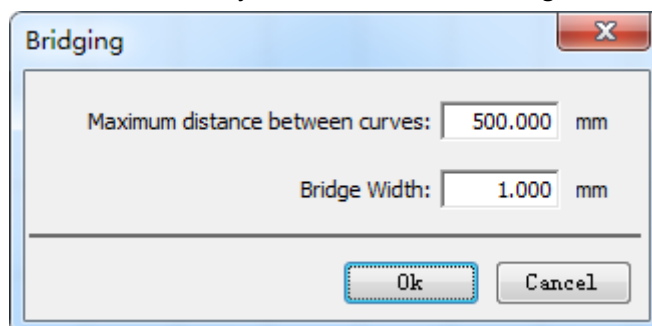 Bridging
Maximum distance between curves: 500.000 mm
Bridge Width: 1.000 mm
Ok Cancel